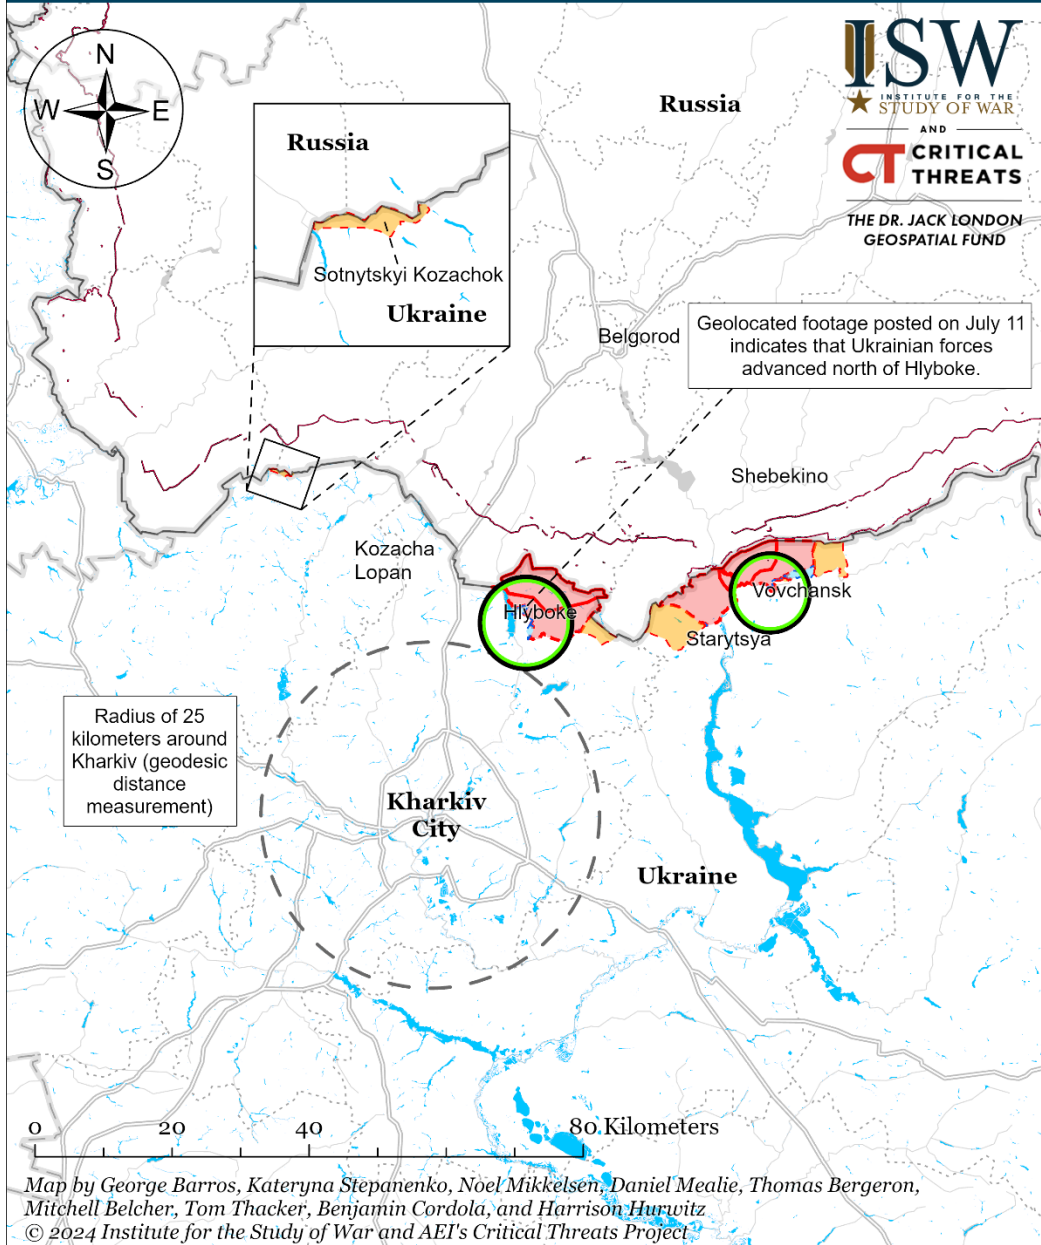 N
W
E
S
ISW
INSTITUTE FOR THE
STUDY OF WAR
AND
CT CRITICAL
THREATS
THE DR. JACK LONDON
GEOSPATIAL FUND
Russia
Russia
Sotnytskyi Kozachok
Ukraine
Belgorod
Geolocated footage posted on July 11
indicates that Ukrainian forces
advanced north of Hlyboke.
Shebekino
Kozacha
Lopan
Hlyboke
Vovchansk
Starytsya
Radius of 25
kilometers around
Kharkiv (geodesic
distance
measurement)
Kharkiv
City
Ukraine
0 20 40 80 Kilometers
Map by George Barros, Kateryna Stepanenko, Noel Mikkelsen, Daniel Mealie, Thomas Bergeron,
Mitchell Belcher, Tom Thacker, Benjamin Cordola, and Harrison Hurwitz
© 2024 Institute for the Study of War and AEI's Critical Threats Project